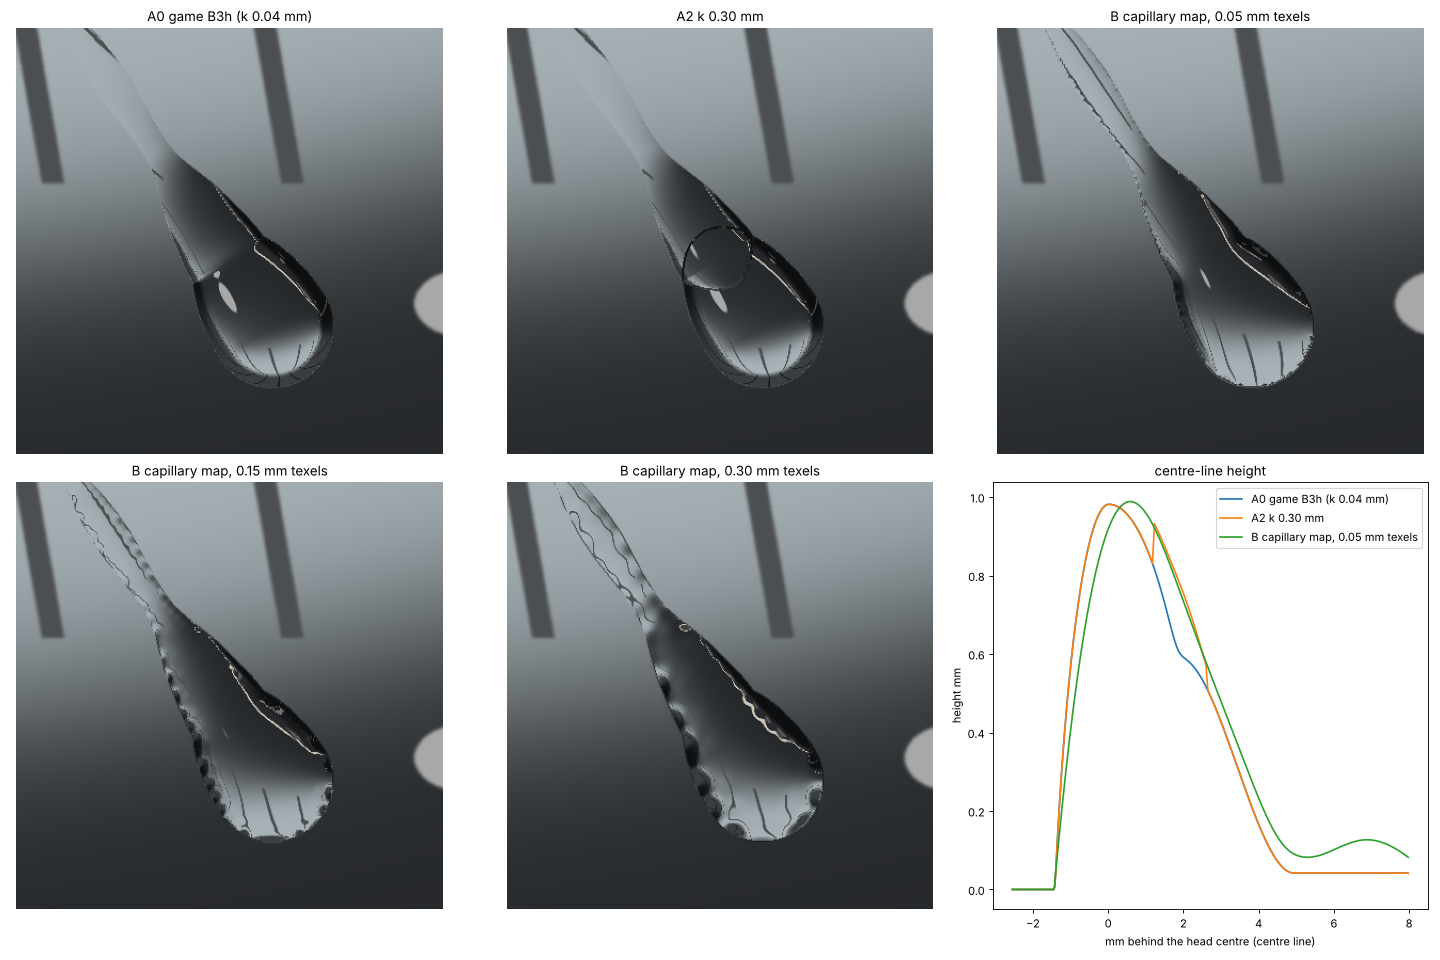 A0 game B3h (k 0.04 mm)
A2 k 0.30 mm
B capillary map, 0.05 mm texels
B capillary map, 0.15 mm texels
B capillary map, 0.30 mm texels
centre-line height
A0 game B3h (k 0.04 mm)
A2 k 0.30 mm
B capillary map, 0.05 mm texels
height mm
1.0
0.8
0.6
0.4
0.2
0.0
−2 0 2 4 6 8
mm behind the head centre (centre line)